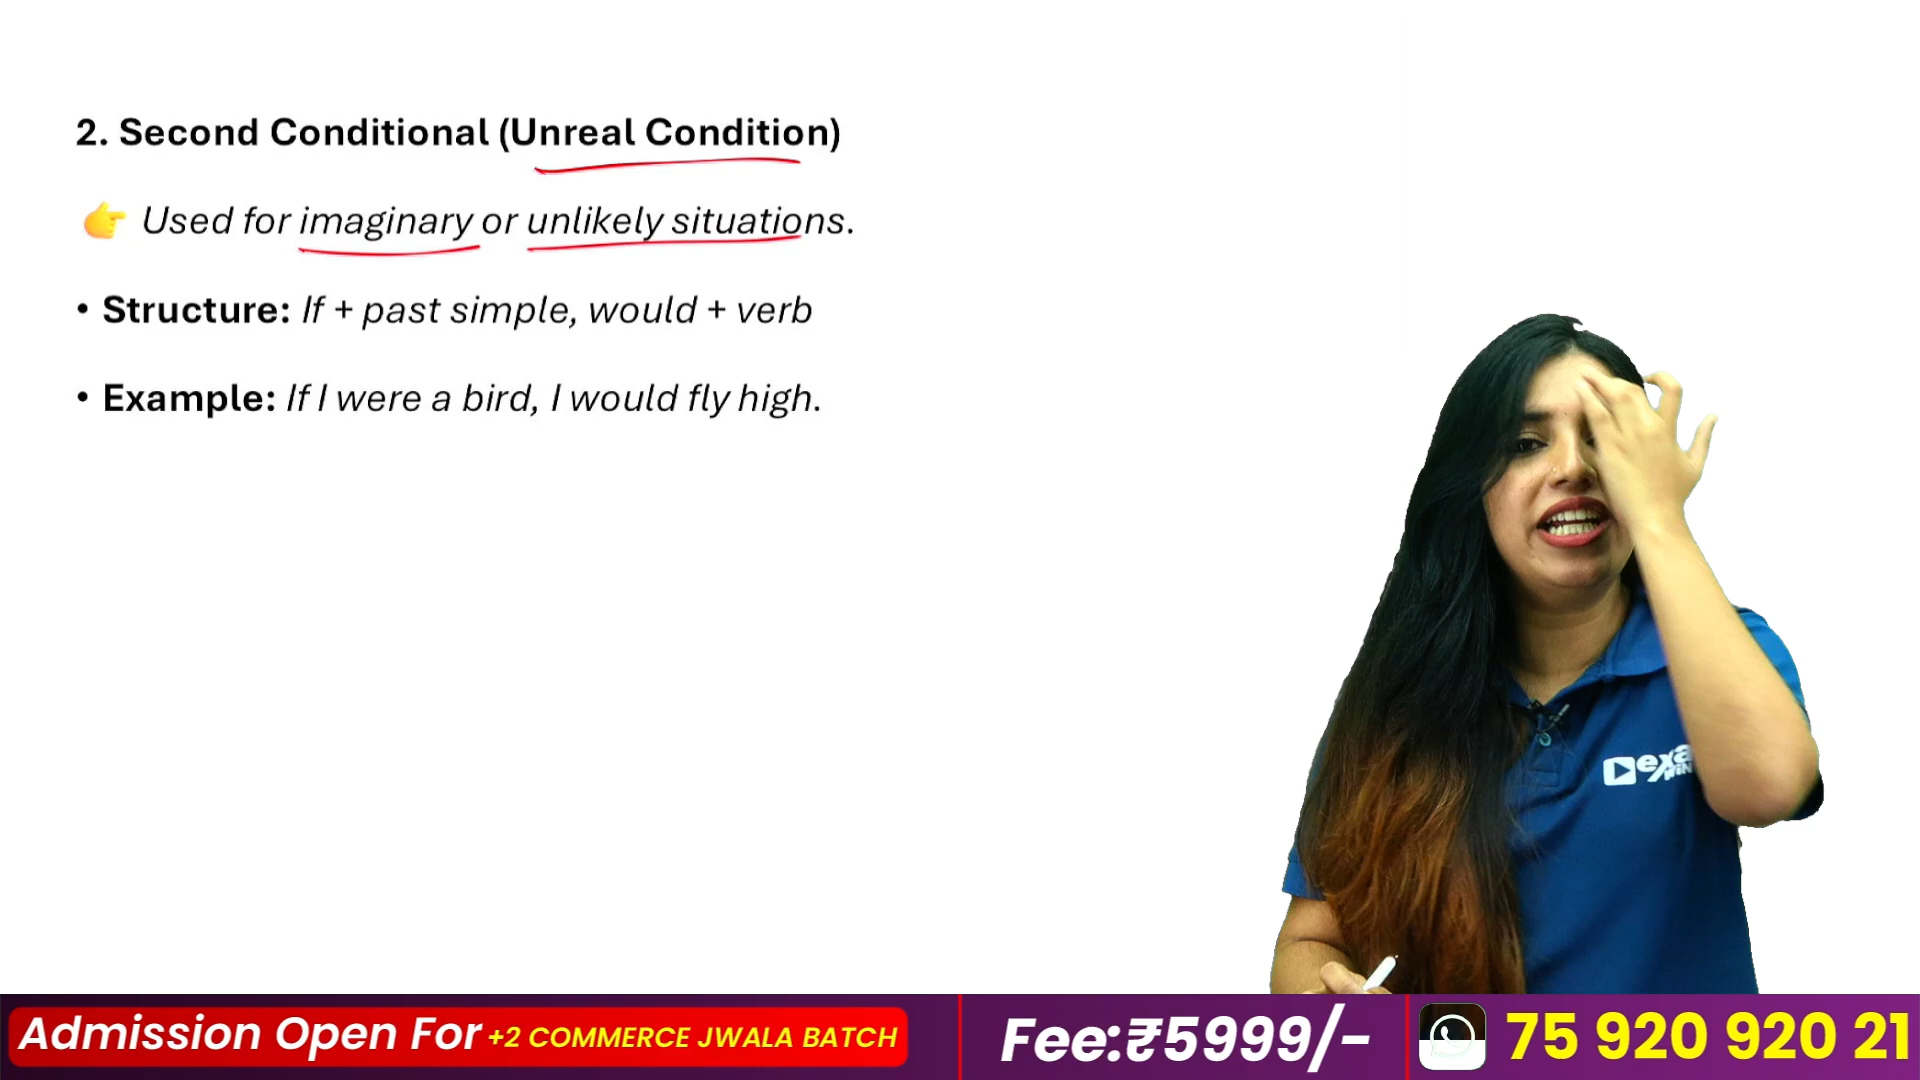 2. Second Conditional (Unreal Condition)
👉 Used for imaginary or unlikely situations.
• Structure: If + past simple, would + verb
• Example: If I were a bird, I would fly high.
Admission Open For +2 COMMERCE JWALA BATCH
Fee:₹5999/-
75 920 920 21